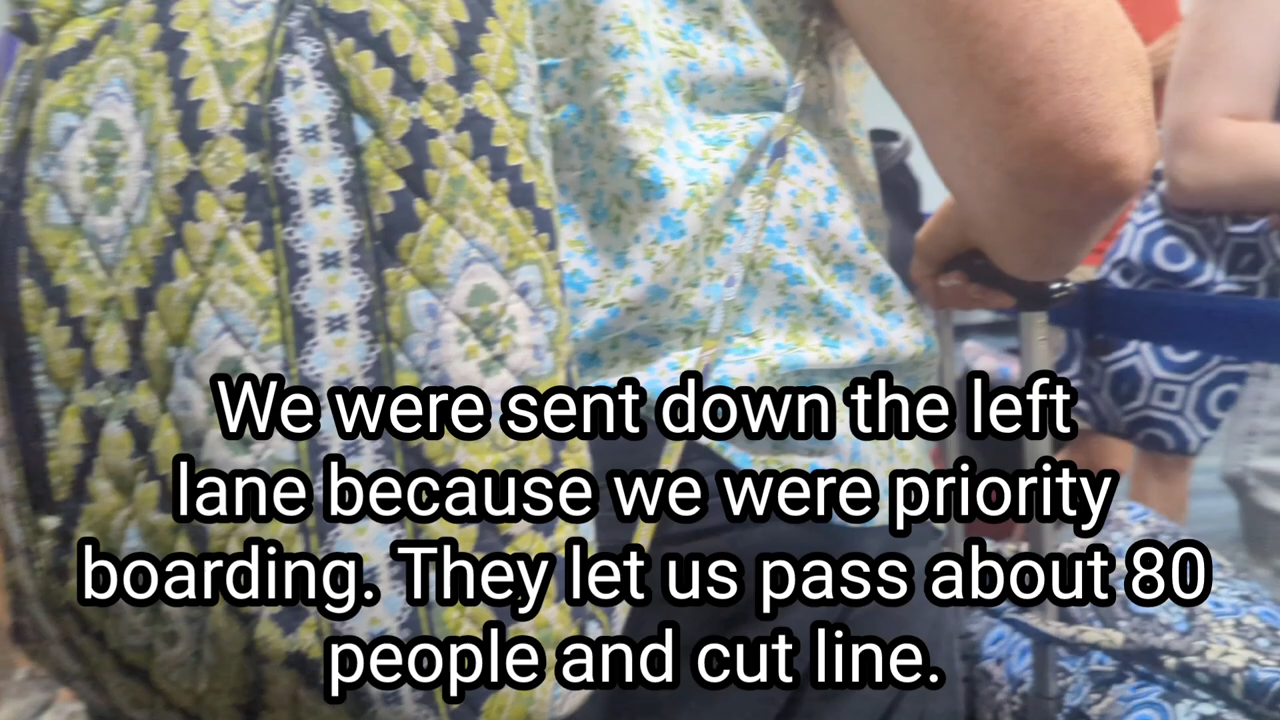 We were sent down the left
lane because we were priority
boarding. They let us pass about 80
people and cut line.